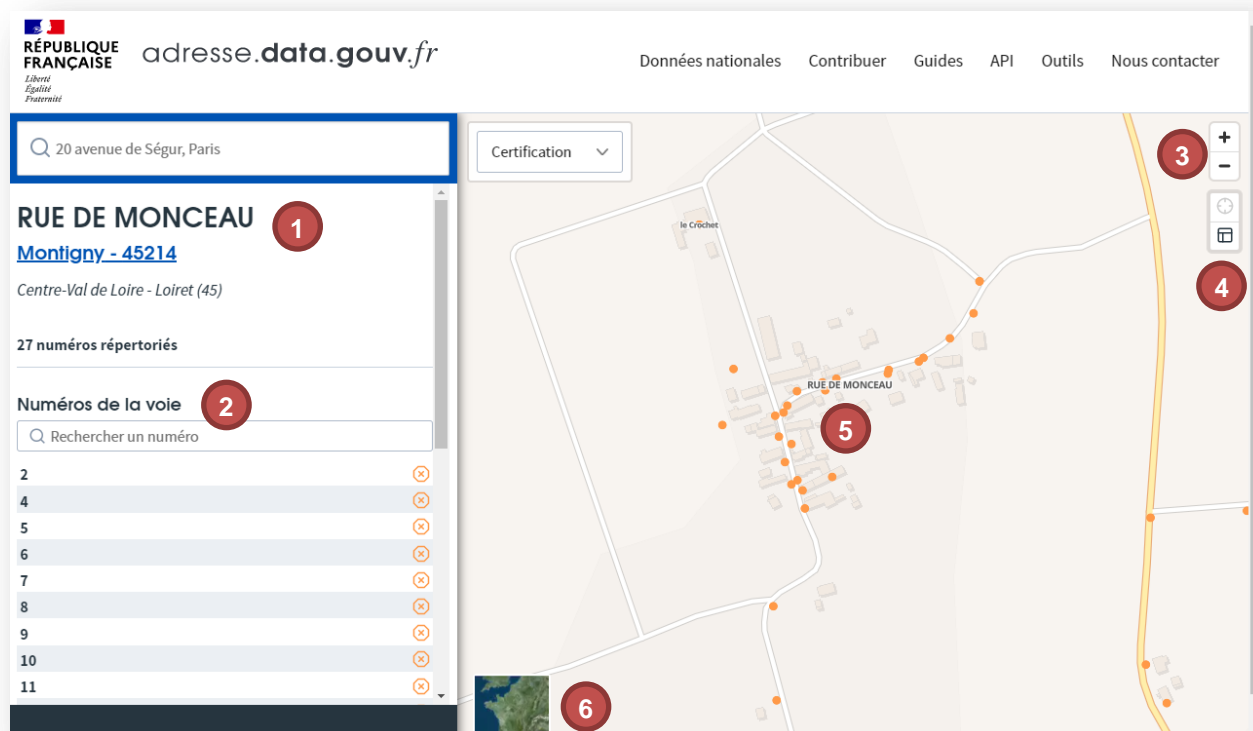 RÉPUBLIQUE
FRANÇAISE
Liberté
Égalité
Fraternité
adresse.data.gouv.fr
Données nationales Contribuer Guides API Outils Nous contacter
20 avenue de Ségur, Paris
RUE DE MONCEAU
1
Montigny - 45214
Centre-Val de Loire - Loiret (45)
27 numéros répertoriés
Numéros de la voie
2
Rechercher un numéro
2
4
5
6
7
8
9
10
11
Certification
3
+
−
4
le Crochet
RUE DE MONCEAU
5
6